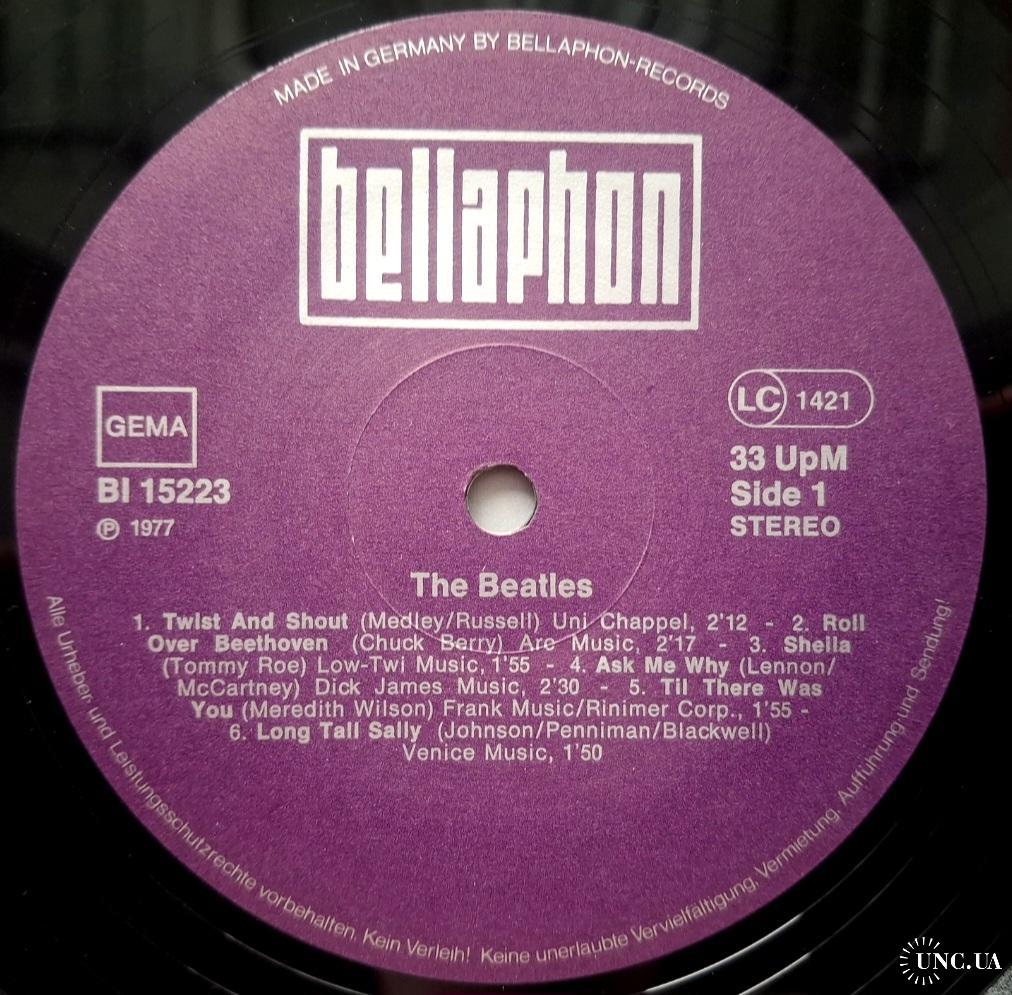 MADE IN GERMANY BY BELLAPHON-RECORDS
bellaphon
GEMA
BI 15223
℗ 1977
LC 1421
33 UpM
Side 1
STEREO
The Beatles
1. Twist And Shout (Medley/Russell) Uni Chappel, 2'12 - 2. Roll
Over Beethoven (Chuck Berry) Arc Music, 2'17 - 3. Sheila
(Tommy Roe) Low-Twi Music, 1'55 - 4. Ask Me Why (Lennon/
McCartney) Dick James Music, 2'30 - 5. Til There Was
You (Meredith Wilson) Frank Music/Rinimer Corp., 1'55 -
6. Long Tall Sally (Johnson/Penniman/Blackwell)
Venice Music, 1'50
Alle Urheber- und Leistungsschutzrechte vorbehalten. Kein Verleih! Keine unerlaubte Vervielfältigung, Vermietung, Aufführung und Sendung!
UNC.UA